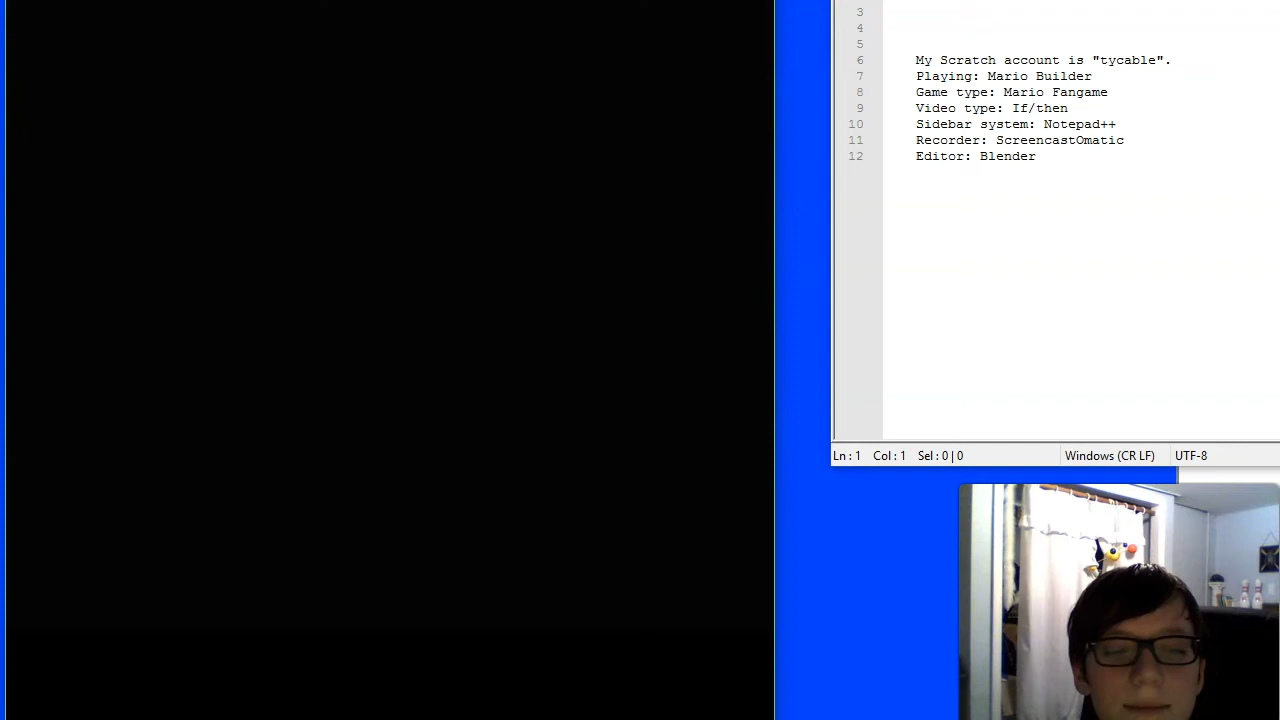 3
4
5
6 My Scratch account is "tycable".
7 Playing: Mario Builder
8 Game type: Mario Fangame
9 Video type: If/then
10 Sidebar system: Notepad++
11 Recorder: ScreencastOmatic
12 Editor: Blender
Ln : 1 Col : 1 Sel : 0 | 0 Windows (CR LF) UTF-8